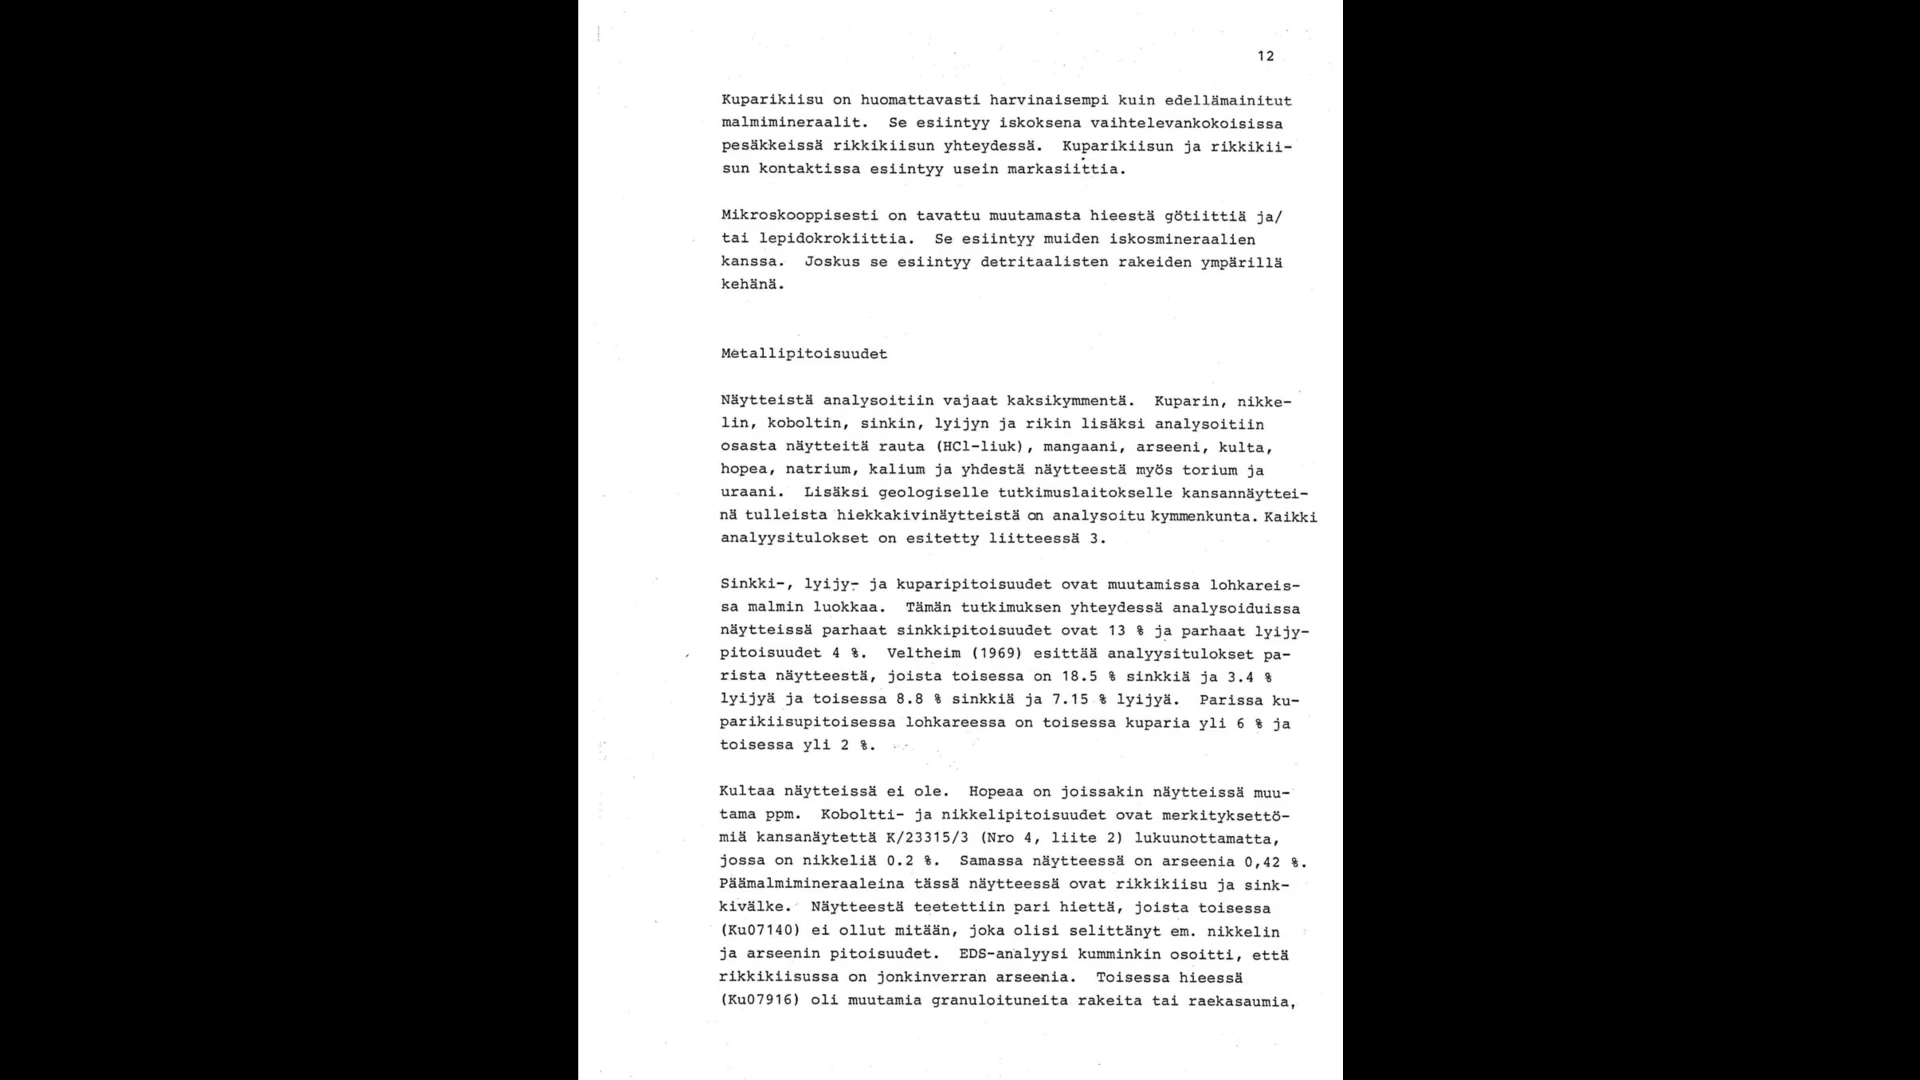 12
Kuparikiisu on huomattavasti harvinaisempi kuin edellämainitut
malmimineraalit. Se esiintyy iskoksena vaihtelevankokoisissa
pesäkkeissä rikkikiisun yhteydessä. Kuparikiisun ja rikkikii-
sun kontaktissa esiintyy usein markasiittia.
Mikroskooppisesti on tavattu muutamasta hieestä götiittiä ja/
tai lepidokrokiittia. Se esiintyy muiden iskosmineraalien
kanssa. Joskus se esiintyy detritaalisten rakeiden ympärillä
kehänä.
Metallipitoisuudet
Näytteistä analysoitiin vajaat kaksikymmentä. Kuparin, nikke-
lin, koboltin, sinkin, lyijyn ja rikin lisäksi analysoitiin
osasta näytteitä rauta (HCl-liuk), mangaani, arseeni, kulta,
hopea, natrium, kalium ja yhdestä näytteestä myös torium ja
uraani. Lisäksi geologiselle tutkimuslaitokselle kansannäyttei-
nä tulleista hiekkakivinäytteistä on analysoitu kymmenkunta. Kaikki
analyysitulokset on esitetty liitteessä 3.
Sinkki-, lyijy- ja kuparipitoisuudet ovat muutamissa lohkareis-
sa malmin luokkaa. Tämän tutkimuksen yhteydessä analysoiduissa
näytteissä parhaat sinkkipitoisuudet ovat 13 % ja parhaat lyijy-
pitoisuudet 4 %. Veltheim (1969) esittää analyysitulokset pa-
rista näytteestä, joista toisessa on 18.5 % sinkkiä ja 3.4 %
lyijyä ja toisessa 8.8 % sinkkiä ja 7.15 % lyijyä. Parissa ku-
parikiisupitoisessa lohkareessa on toisessa kuparia yli 6 % ja
toisessa yli 2 %.
Kultaa näytteissä ei ole. Hopeaa on joissakin näytteissä muu-
tama ppm. Koboltti- ja nikkelipitoisuudet ovat merkityksettö-
miä kansanäytettä K/23315/3 (Nro 4, liite 2) lukuunottamatta,
jossa on nikkeliä 0.2 %. Samassa näytteessä on arseenia 0,42 %.
Päämalmimineraaleina tässä näytteessä ovat rikkikiisu ja sink-
kivälke. Näytteestä teetettiin pari hiettä, joista toisessa
(Ku07140) ei ollut mitään, joka olisi selittänyt em. nikkelin
ja arseenin pitoisuudet. EDS-analyysi kumminkin osoitti, että
rikkikiisussa on jonkinverran arseenia. Toisessa hieessä
(Ku07916) oli muutamia granuloituneita rakeita tai raekasaumia,